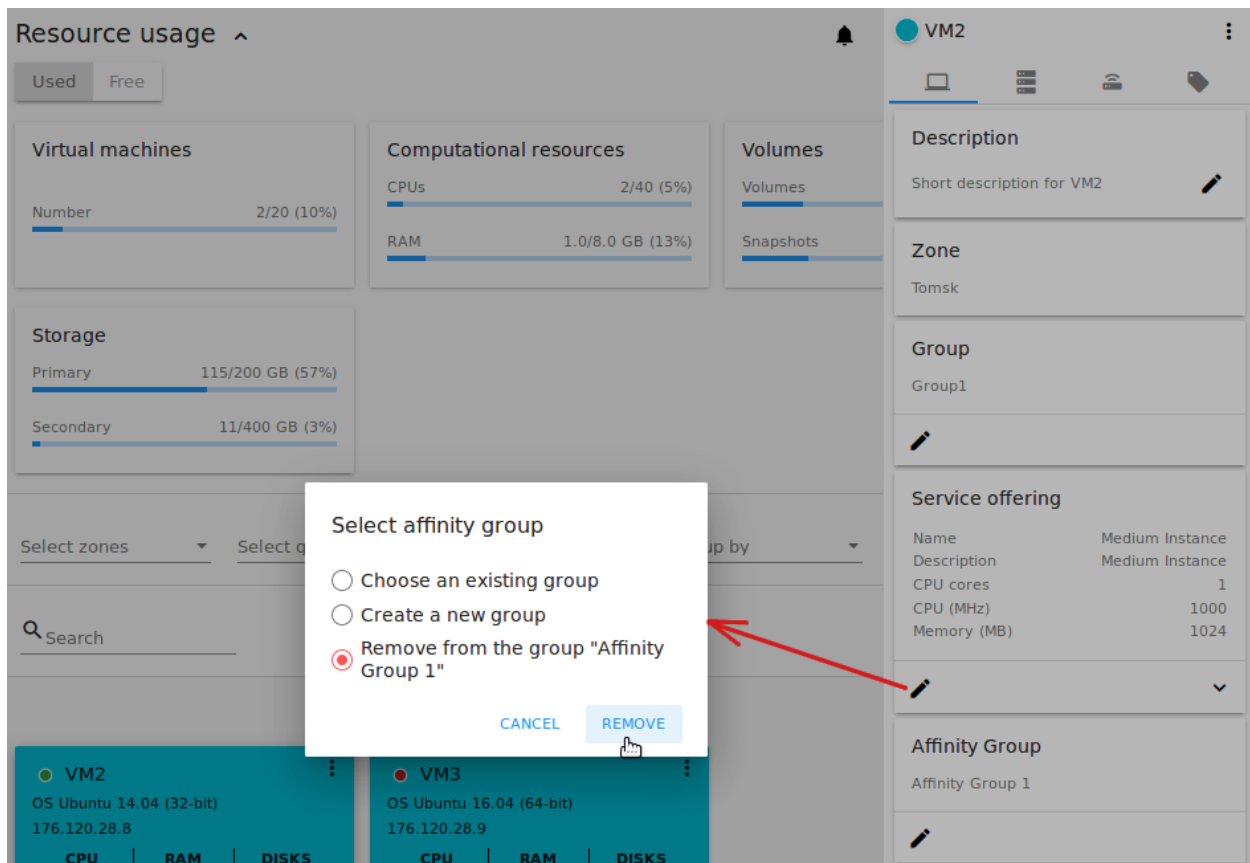 Resource usage
Used Free
Virtual machines
Number 2/20 (10%)
Computational resources
CPUs 2/40 (5%)
RAM 1.0/8.0 GB (13%)
Volumes
Volumes
Snapshots
Storage
Primary 115/200 GB (57%)
Secondary 11/400 GB (3%)
Select zones
Select
up by
Search
Select affinity group
Choose an existing group
Create a new group
Remove from the group "Affinity
Group 1"
CANCEL REMOVE
VM2
OS Ubuntu 14.04 (32-bit)
176.120.28.8
CPU RAM DISKS
VM3
OS Ubuntu 16.04 (64-bit)
176.120.28.9
CPU RAM DISKS
VM2
Description
Short description for VM2
Zone
Tomsk
Group
Group1
Service offering
Name Medium Instance
Description Medium Instance
CPU cores 1
CPU (MHz) 1000
Memory (MB) 1024
Affinity Group
Affinity Group 1